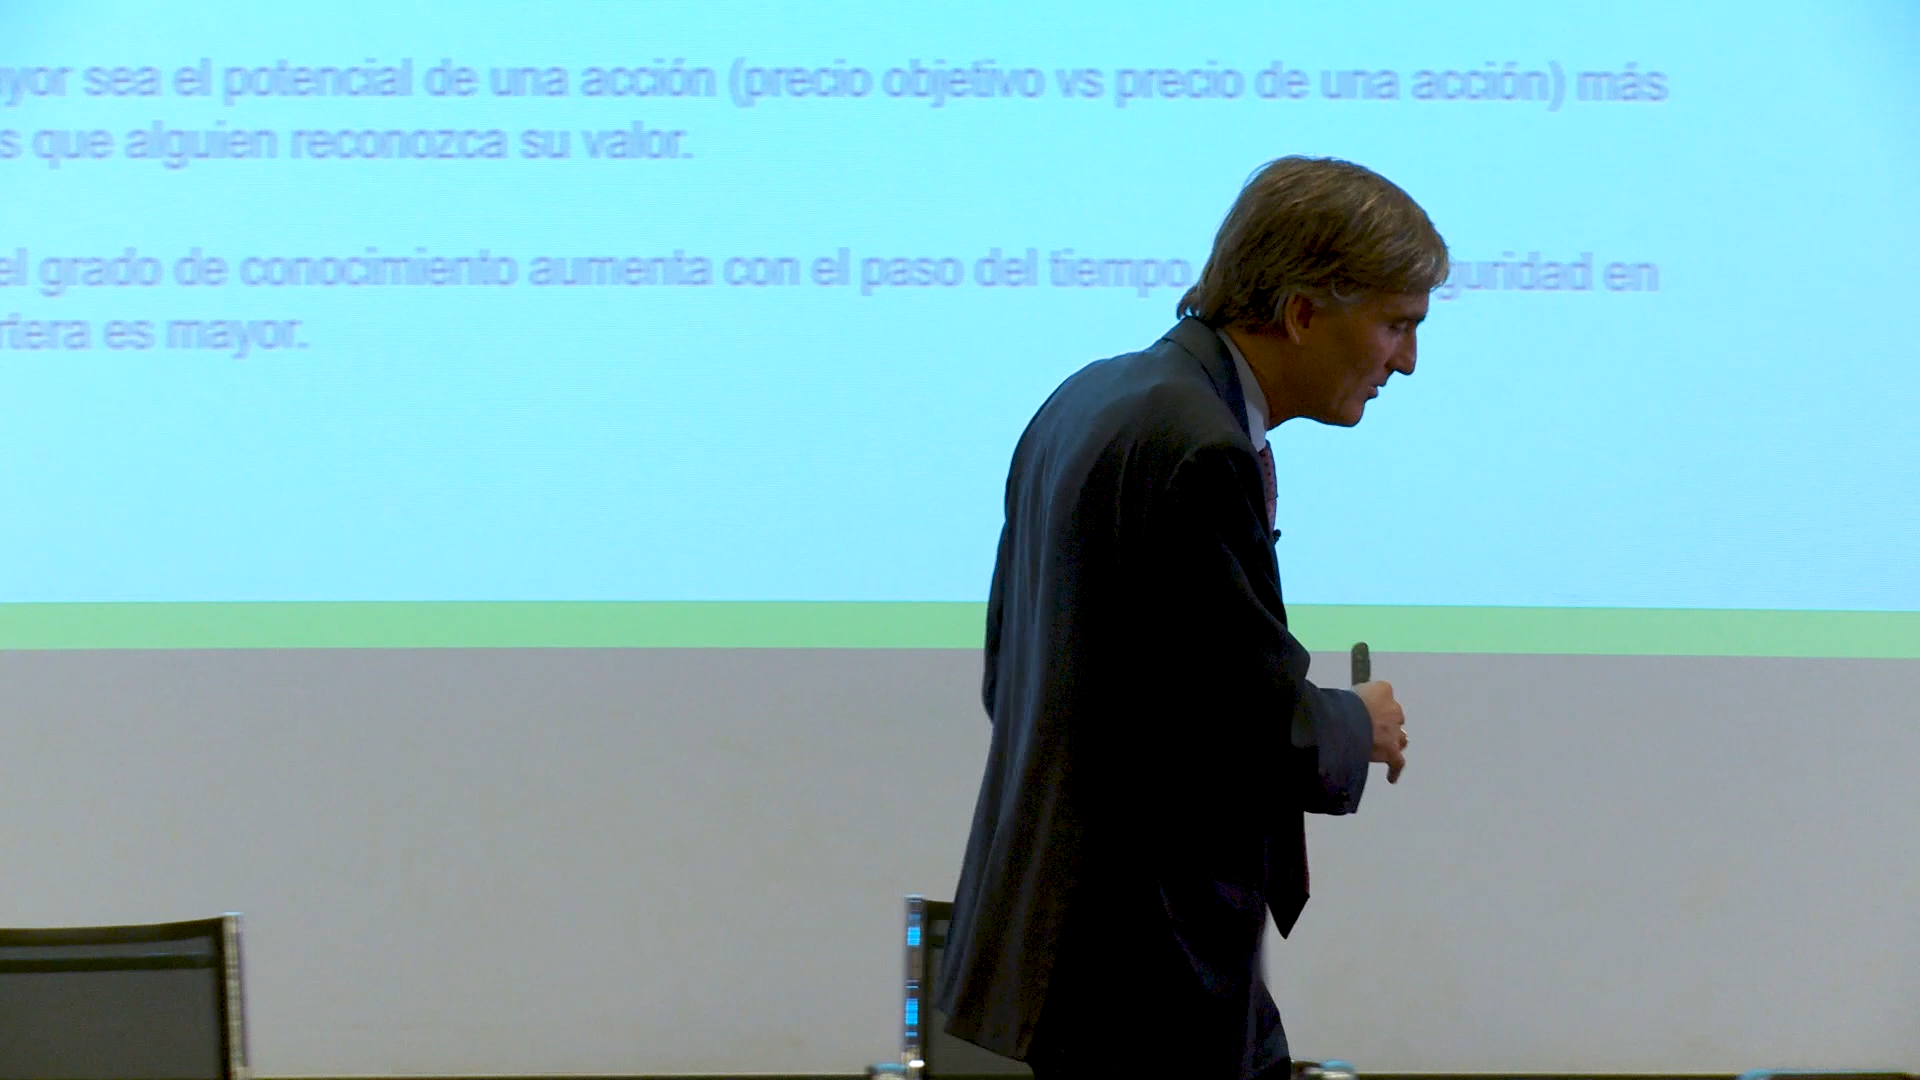 yor sea el potencial de una acción (precio objetivo vs precio de una acción) más
s que alguien reconozca su valor.
el grado de conocimiento aumenta con el paso del tiempo, guridad en
rtera es mayor.